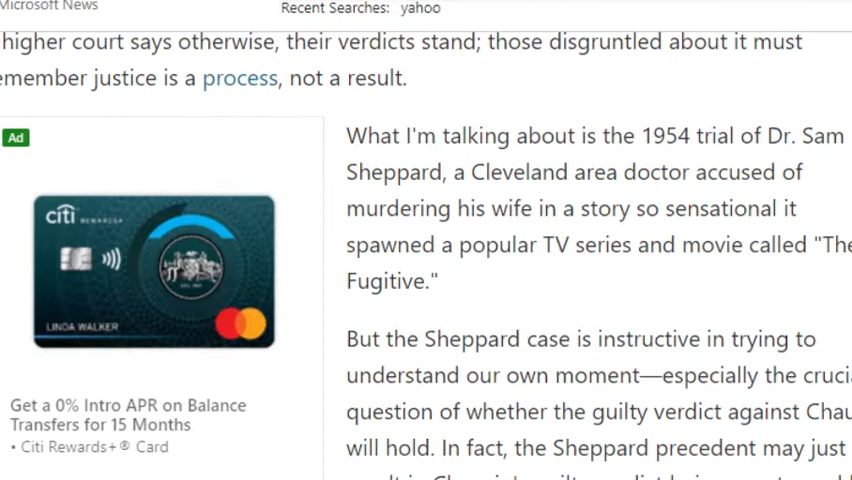 Microsoft News
Recent Searches: yahoo
higher court says otherwise, their verdicts stand; those disgruntled about it must
emember justice is a process, not a result.
Ad
citi REWARDS+
LINDA WALKER
Get a 0% Intro APR on Balance
Transfers for 15 Months
• Citi Rewards+® Card
What I'm talking about is the 1954 trial of Dr. Sam
Sheppard, a Cleveland area doctor accused of
murdering his wife in a story so sensational it
spawned a popular TV series and movie called "The
Fugitive."
But the Sheppard case is instructive in trying to
understand our own moment—especially the crucia
question of whether the guilty verdict against Chau
will hold. In fact, the Sheppard precedent may just